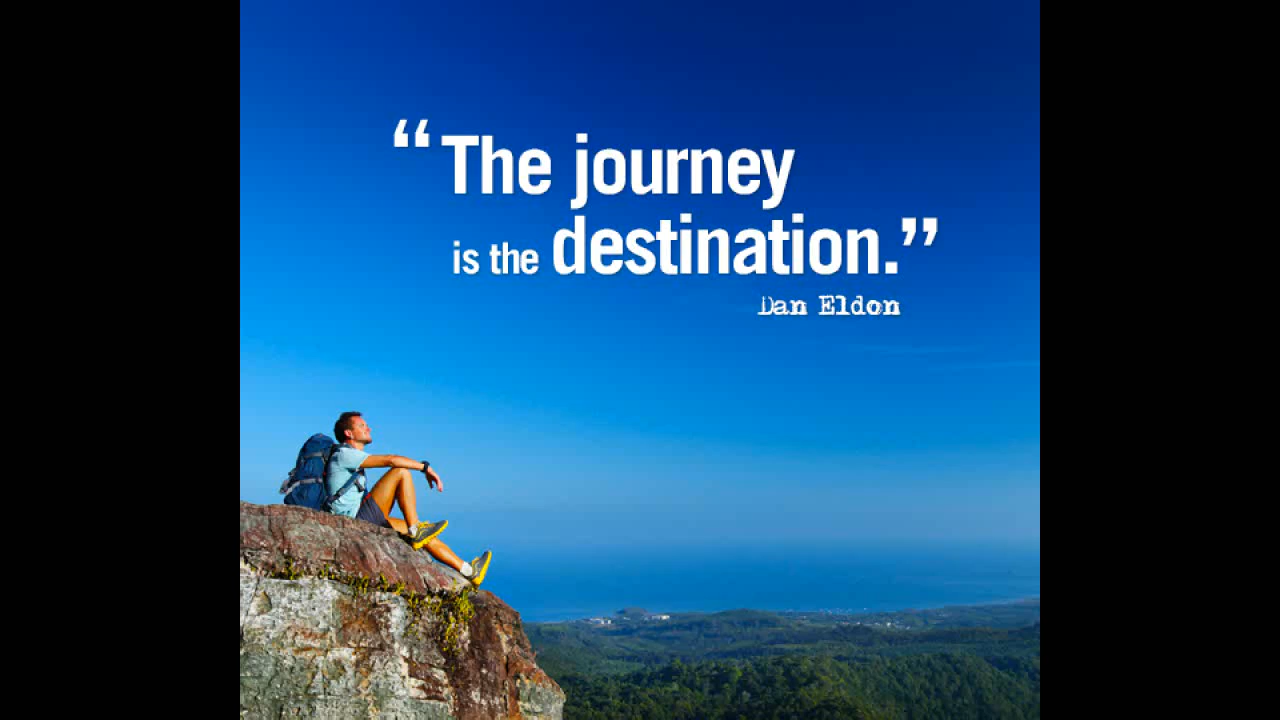 “The journey
is the destination.”
Dan Eldon